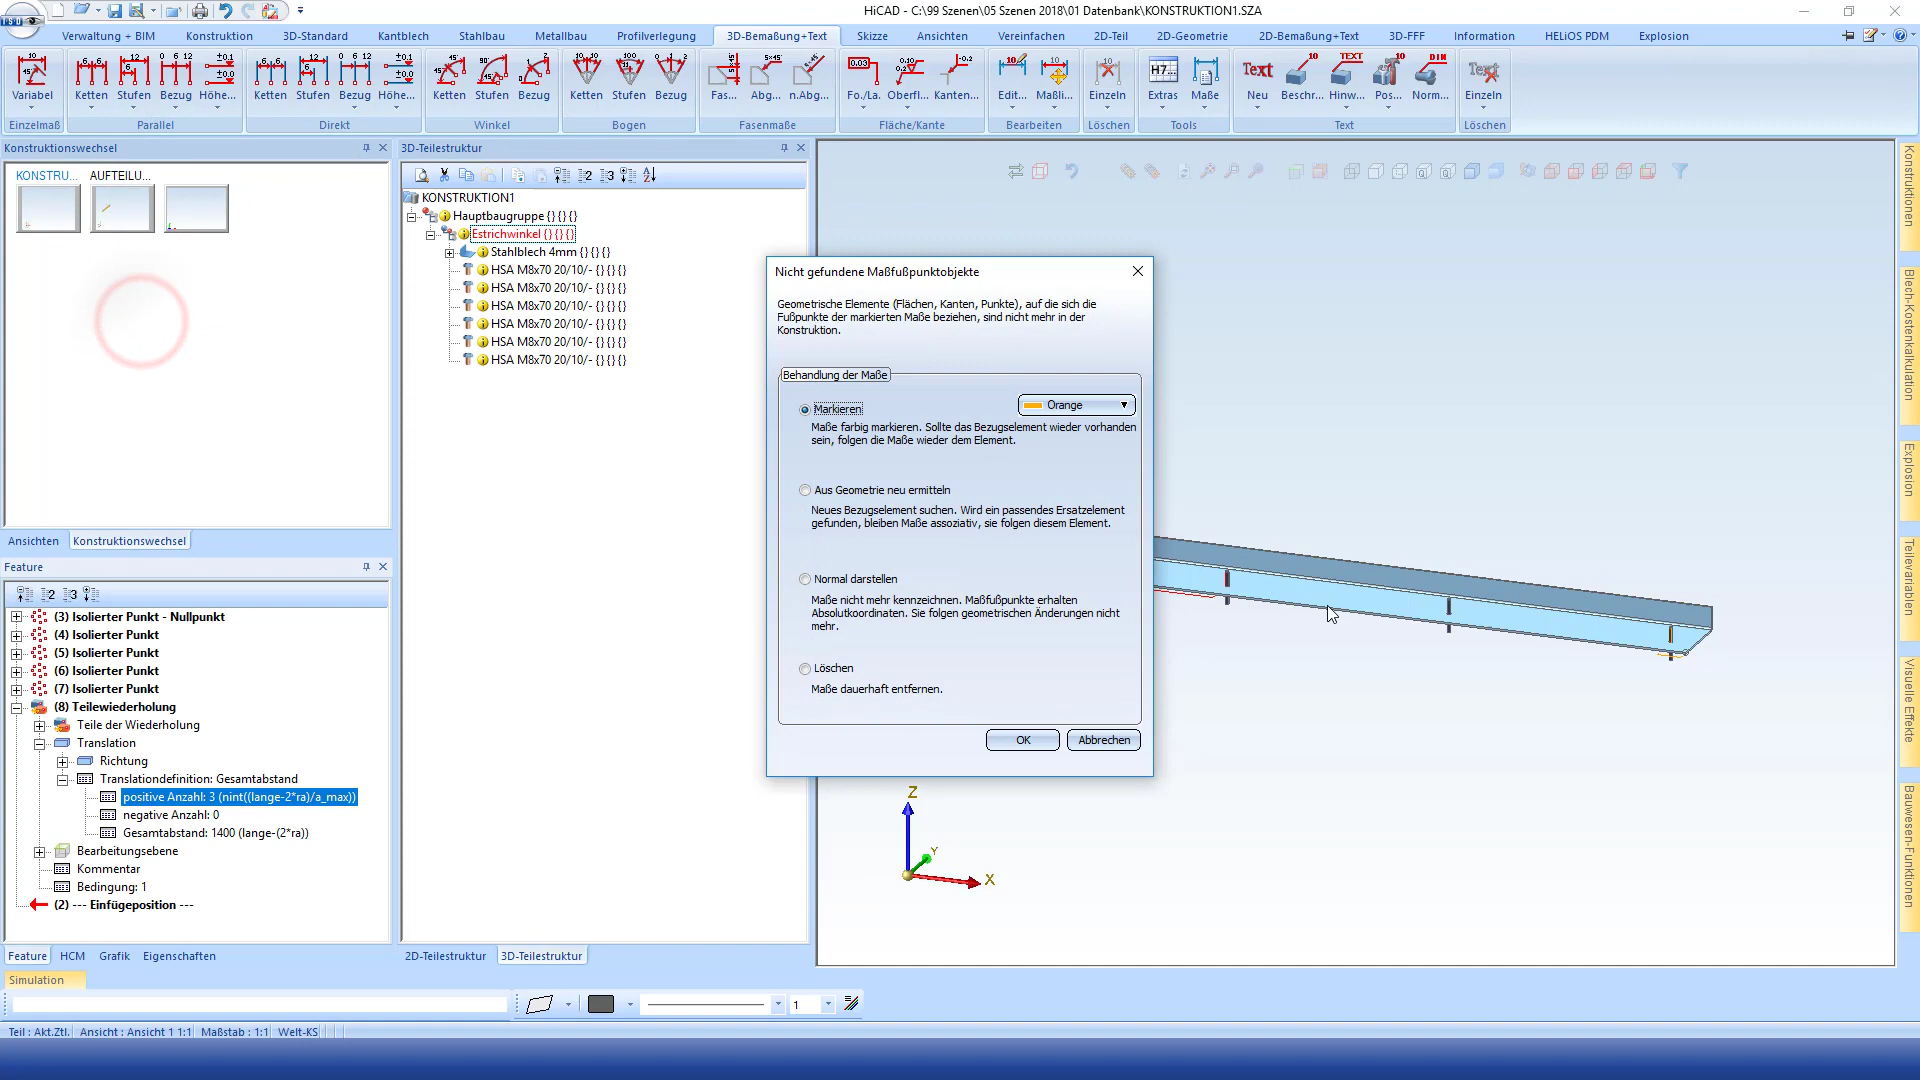 HiCAD - C:\99 Szenen\05 Szenen 2018\01 Datenbank\KONSTRUKTION1.SZA
ISD
Verwaltung + BIM Konstruktion 3D-Standard Kantblech Stahlbau Metallbau Profilverlegung 3D-Bemaßung+Text Skizze Ansichten Vereinfachen 2D-Teil 2D-Geometrie 2D-Bemaßung+Text 3D-FFF Information HELiOS PDM Explosion
Variabel Ketten Stufen Bezug Höhe... Ketten Stufen Bezug Höhe... Ketten Stufen Bezug Ketten Stufen Bezug Fas... Abg... n.Abg... Fo./La. Oberfl... Kanten... Edit... Maßli... Einzeln Extras Maße Neu Beschr... Hinw... Pos... Norm... Einzeln
Einzelmaß Parallel Direkt Winkel Bogen Fasenmaße Fläche/Kante Bearbeiten Löschen Tools Text Löschen
Konstruktionswechsel
KONSTRU... AUFTEILU...
Ansichten Konstruktionswechsel
Feature
(3) Isolierter Punkt - Nullpunkt
(4) Isolierter Punkt
(5) Isolierter Punkt
(6) Isolierter Punkt
(7) Isolierter Punkt
(8) Teilewiederholung
Teile der Wiederholung
Translation
Richtung
Translationdefinition: Gesamtabstand
positive Anzahl: 3 (nint((lange-2*ra)/a_max))
negative Anzahl: 0
Gesamtabstand: 1400 (lange-(2*ra))
Bearbeitungsebene
Kommentar
Bedingung: 1
(2) --- Einfügeposition ---
Feature HCM Grafik Eigenschaften
3D-Teilestruktur
KONSTRUKTION1
Hauptbaugruppe {} {} {}
Estrichwinkel {} {} {}
Stahlblech 4mm {} {} {}
HSA M8x70 20/10/- {} {} {}
HSA M8x70 20/10/- {} {} {}
HSA M8x70 20/10/- {} {} {}
HSA M8x70 20/10/- {} {} {}
HSA M8x70 20/10/- {} {} {}
HSA M8x70 20/10/- {} {} {}
2D-Teilestruktur 3D-Teilestruktur
Nicht gefundene Maßfußpunktobjekte
Geometrische Elemente (Flächen, Kanten, Punkte), auf die sich die
Fußpunkte der markierten Maße beziehen, sind nicht mehr in der
Konstruktion.
Behandlung der Maße
Markieren Orange
Maße farbig markieren. Sollte das Bezugselement wieder vorhanden
sein, folgen die Maße wieder dem Element.
Aus Geometrie neu ermitteln
Neues Bezugselement suchen. Wird ein passendes Ersatzelement
gefunden, bleiben Maße assoziativ, sie folgen diesem Element.
Normal darstellen
Maße nicht mehr kennzeichnen. Maßfußpunkte erhalten
Absolutkoordinaten. Sie folgen geometrischen Änderungen nicht
mehr.
Löschen
Maße dauerhaft entfernen.
OK Abbrechen
Z
Y
X
Konstruktionen
Blech-Kostenkalkulation
Explosion
Teilevariablen
Visuelle Effekte
Bauwesen-Funktionen
Simulation
1
Teil : Akt.Ztl. Ansicht : Ansicht 1 1:1 Maßstab : 1:1 Welt-KS